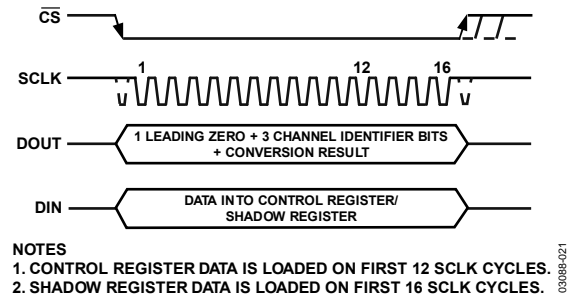 CS
SCLK
1 12 16
DOUT
1 LEADING ZERO + 3 CHANNEL IDENTIFIER BITS
+ CONVERSION RESULT
DIN
DATA INTO CONTROL REGISTER/
SHADOW REGISTER
NOTES
1. CONTROL REGISTER DATA IS LOADED ON FIRST 12 SCLK CYCLES.
2. SHADOW REGISTER DATA IS LOADED ON FIRST 16 SCLK CYCLES.
03088-021